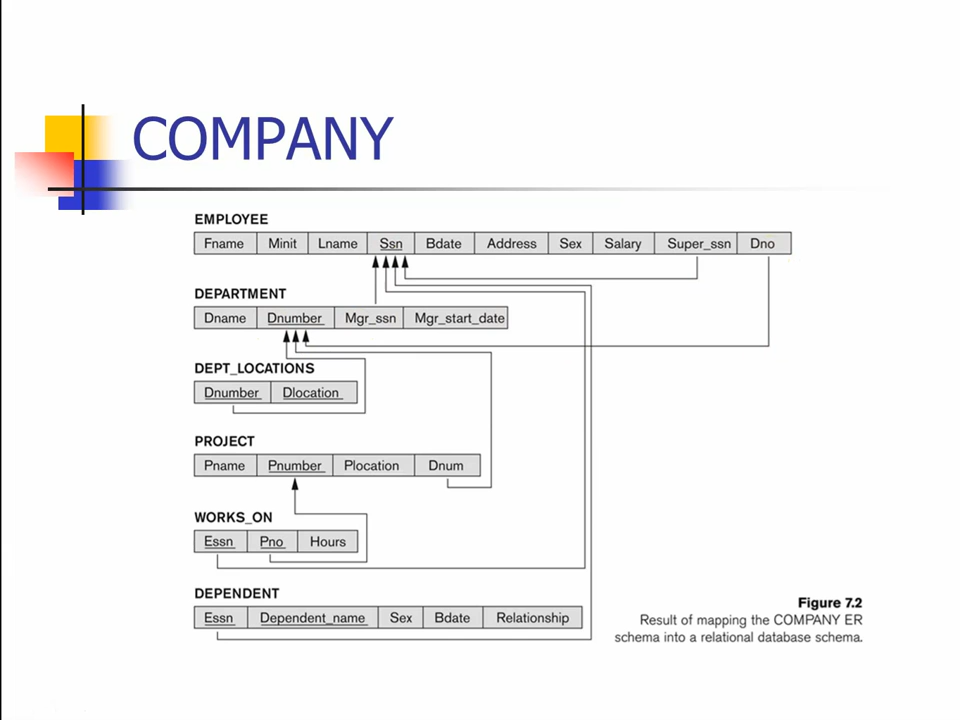 COMPANY
EMPLOYEE
Fname Minit Lname Ssn Bdate Address Sex Salary Super_ssn Dno
DEPARTMENT
Dname Dnumber Mgr_ssn Mgr_start_date
DEPT_LOCATIONS
Dnumber Dlocation
PROJECT
Pname Pnumber Plocation Dnum
WORKS_ON
Essn Pno Hours
DEPENDENT
Essn Dependent_name Sex Bdate Relationship
Figure 7.2
Result of mapping the COMPANY ER
schema into a relational database schema.